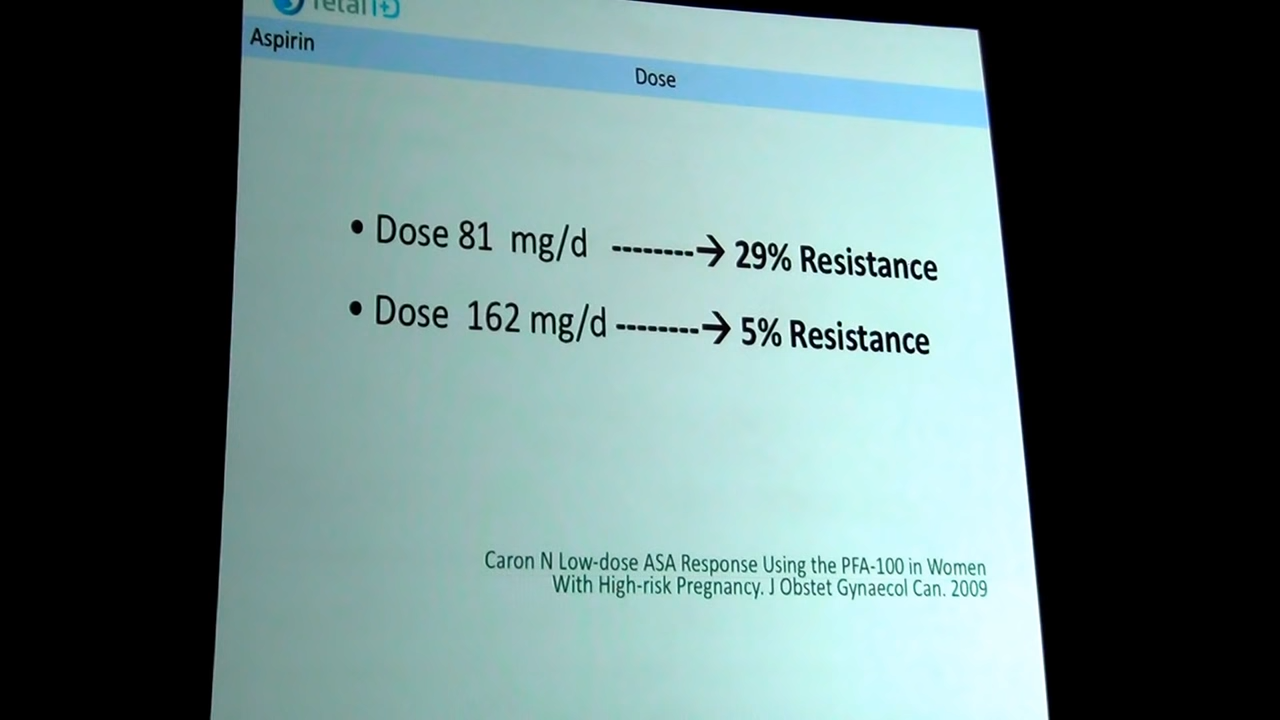 fetal I+D
Aspirin
Dose
• Dose 81 mg/d --------→ 29% Resistance
• Dose 162 mg/d --------→ 5% Resistance
Caron N Low-dose ASA Response Using the PFA-100 in Women
With High-risk Pregnancy. J Obstet Gynaecol Can. 2009